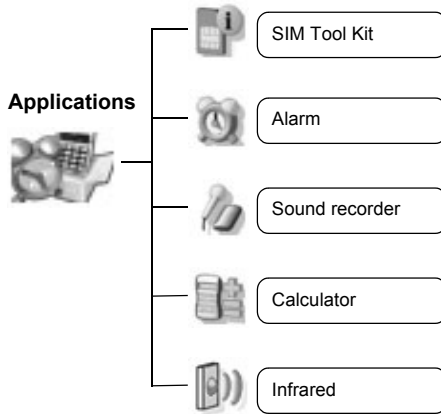 SIM Tool Kit
Applications
Alarm
Sound recorder
Calculator
Infrared